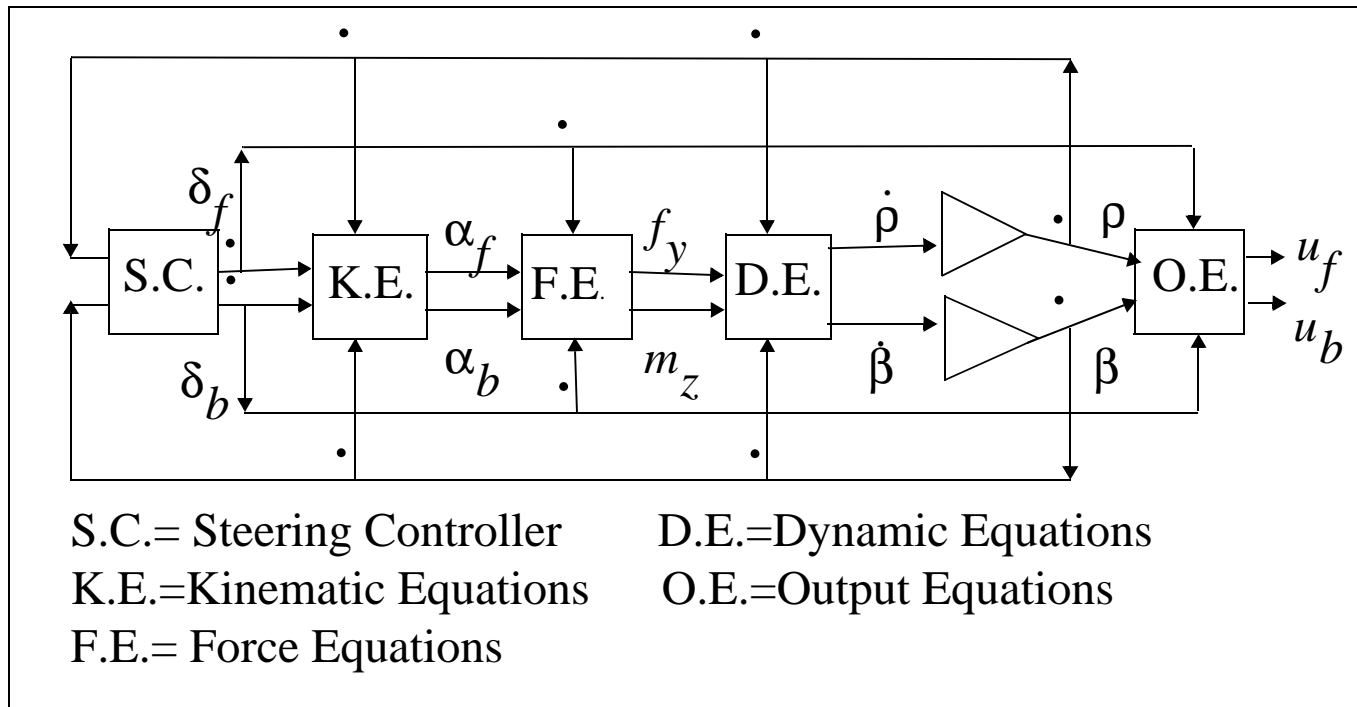 δf
αf
fy
ρ̇
ρ
S.C.
K.E.
F.E.
D.E.
O.E.
uf
ub
δb
αb
mz
β̇
β
S.C.= Steering Controller
D.E.=Dynamic Equations
K.E.=Kinematic Equations
O.E.=Output Equations
F.E.= Force Equations